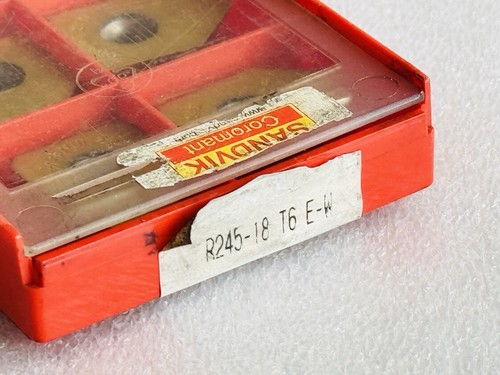 SANDVIK
Coromant
R245-18 T6 E-W